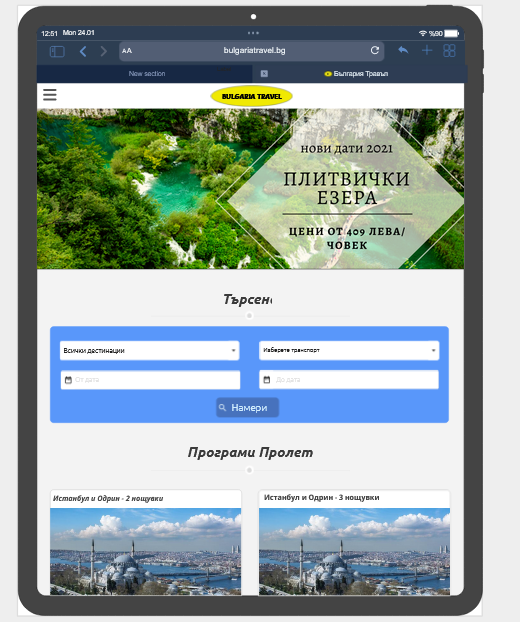 12:51 Mon 24.01
%90
AA bulgariatravel.bg
New section
България Травъл
BULGARIA TRAVEL
НОВИ ДАТИ 2021
ПЛИТВИЧКИ
ЕЗЕРА
ЦЕНИ ОТ 409 ЛЕВА/
ЧОВЕК
Търсене
Всички дестинации
Изберете транспорт
От дата
До дата
Намери
Програми Пролет
Истанбул и Одрин - 2 нощувки
Истанбул и Одрин - 3 нощувки